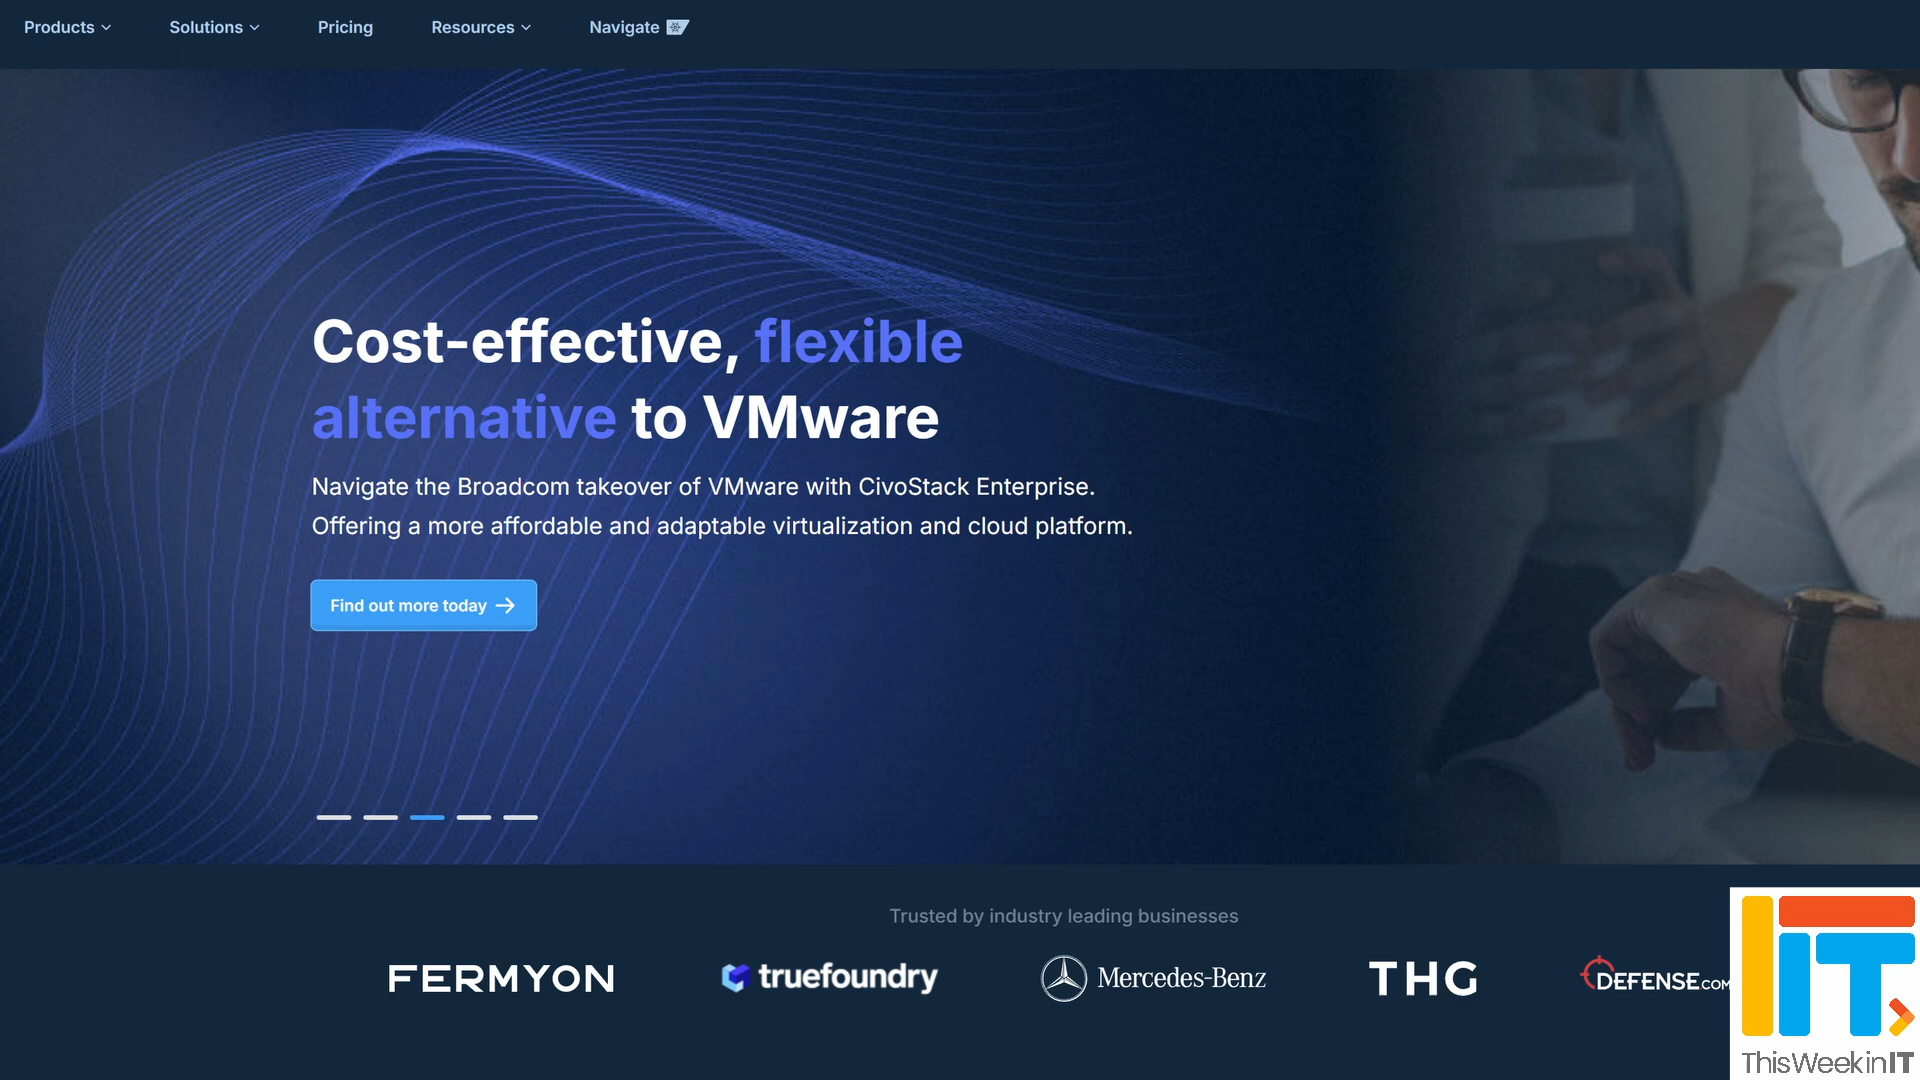 Products
Solutions
Pricing
Resources
Navigate
Cost-effective, flexible
alternative to VMware
Navigate the Broadcom takeover of VMware with CivoStack Enterprise.
Offering a more affordable and adaptable virtualization and cloud platform.
Find out more today
Trusted by industry leading businesses
FERMYON
truefoundry
Mercedes-Benz
THG
DEFENSE.COM
IT
ThisWeekinIT